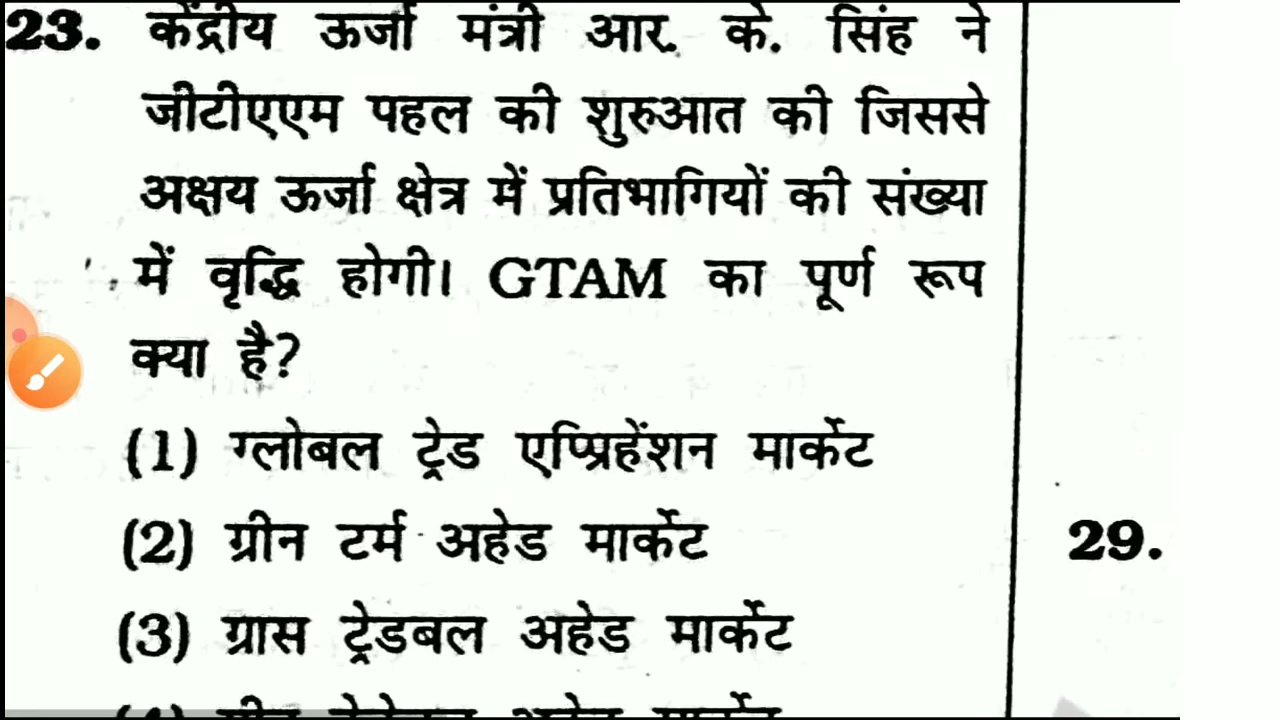 23. केंद्रीय ऊर्जा मंत्री आर. के. सिंह ने
जीटीएएम पहल की शुरुआत की जिससे
अक्षय ऊर्जा क्षेत्र में प्रतिभागियों की संख्या
में वृद्धि होगी। GTAM का पूर्ण रूप
क्या है?
(1) ग्लोबल ट्रेड एप्प्रिहेंशन मार्केट
(2) ग्रीन टर्म अहेड मार्केट
(3) ग्रास ट्रेडबल अहेड मार्केट
29.